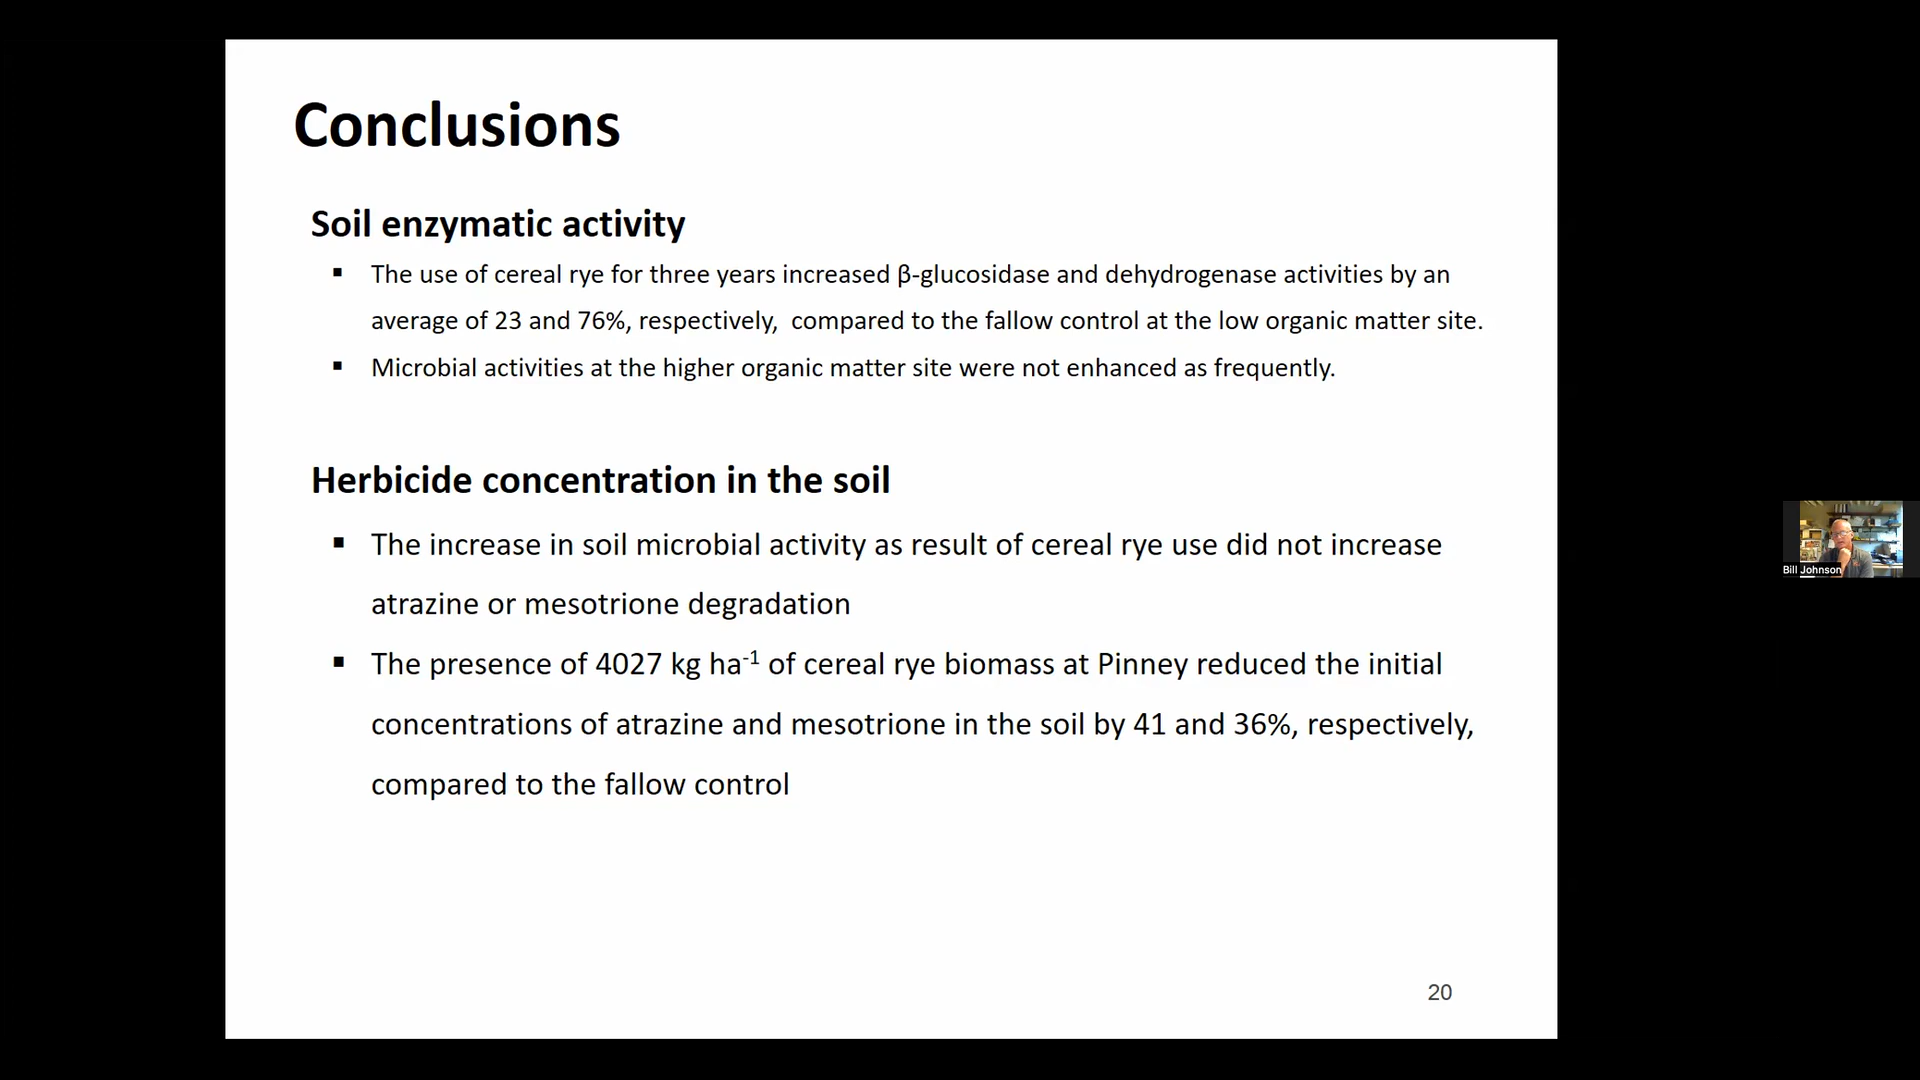 Conclusions
Soil enzymatic activity
▪ The use of cereal rye for three years increased β-glucosidase and dehydrogenase activities by an
average of 23 and 76%, respectively,  compared to the fallow control at the low organic matter site.
▪ Microbial activities at the higher organic matter site were not enhanced as frequently.
Herbicide concentration in the soil
▪ The increase in soil microbial activity as result of cereal rye use did not increase
atrazine or mesotrione degradation
▪ The presence of 4027 kg ha⁻¹ of cereal rye biomass at Pinney reduced the initial
concentrations of atrazine and mesotrione in the soil by 41 and 36%, respectively,
compared to the fallow control
20
Bill Johnson